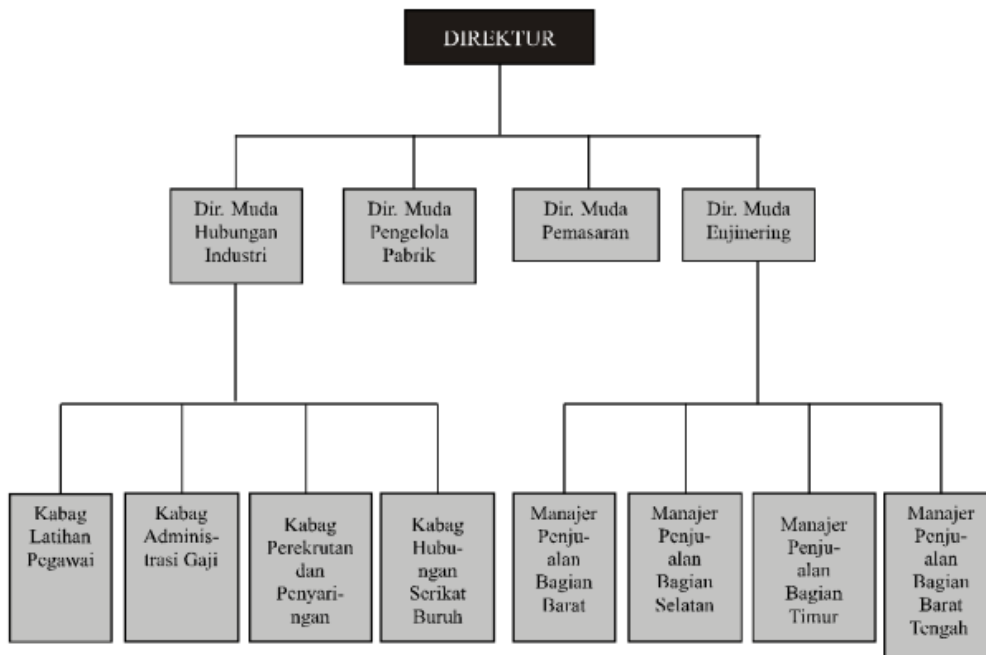 DIREKTUR
Dir. Muda
Hubungan
Industri
Dir. Muda
Pengelola
Pabrik
Dir. Muda
Pemasaran
Dir. Muda
Enjinering
Kabag
Latihan
Pegawai
Kabag
Adminis-
trasi Gaji
Kabag
Perekrutan
dan
Penyari-
ngan
Kabag
Hubu-
ngan
Serikat
Buruh
Manajer
Penju-
alan
Bagian
Barat
Manajer
Penju-
alan
Bagian
Selatan
Manajer
Penju-
alan
Bagian
Timur
Manajer
Penju-
alan
Bagian
Barat
Tengah